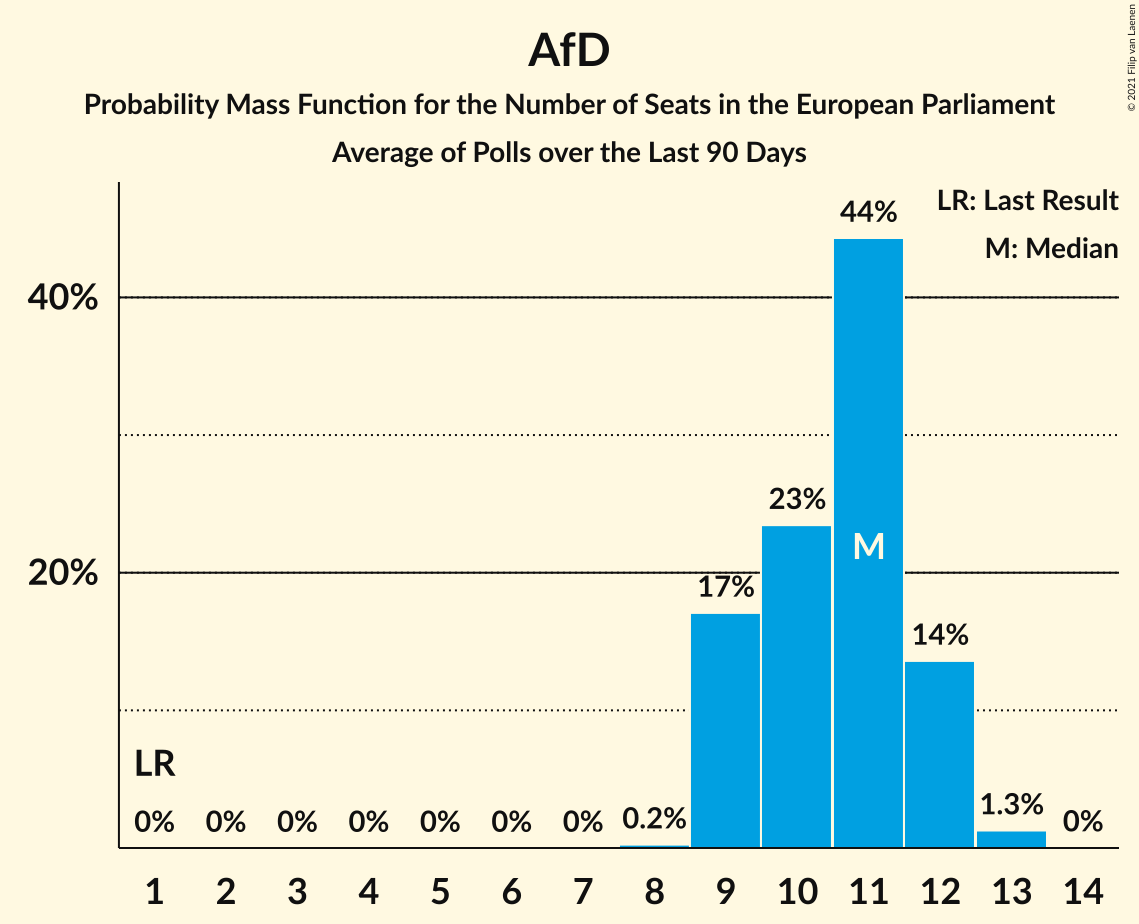 AfD
Probability Mass Function for the Number of Seats in the European Parliament
Average of Polls over the Last 90 Days
© 2021 Filip van Laenen
LR: Last Result
M: Median
40%
20%
LR
0% 0% 0% 0% 0% 0% 0% 0.2% 17% 23% 44% 14% 1.3% 0%
M
1 2 3 4 5 6 7 8 9 10 11 12 13 14